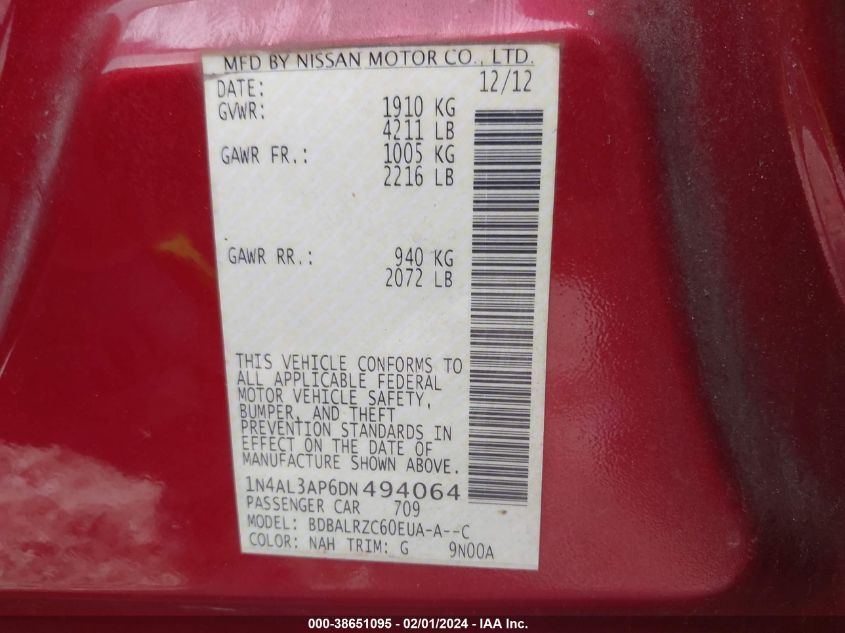 MFD BY NISSAN MOTOR CO., LTD.
DATE: 12/12
GVWR: 1910 KG
4211 LB
GAWR FR.: 1005 KG
2216 LB
GAWR RR.: 940 KG
2072 LB
THIS VEHICLE CONFORMS TO
ALL APPLICABLE FEDERAL
MOTOR VEHICLE SAFETY,
BUMPER, AND THEFT
PREVENTION STANDARDS IN
EFFECT ON THE DATE OF
MANUFACTURE SHOWN ABOVE.
1N4AL3AP6DN494064
PASSENGER CAR 709
MODEL: BDBALRZC60EUA-A--C
COLOR: NAH TRIM: G 9N00A
000-38651095 - 02/01/2024 - IAA Inc.